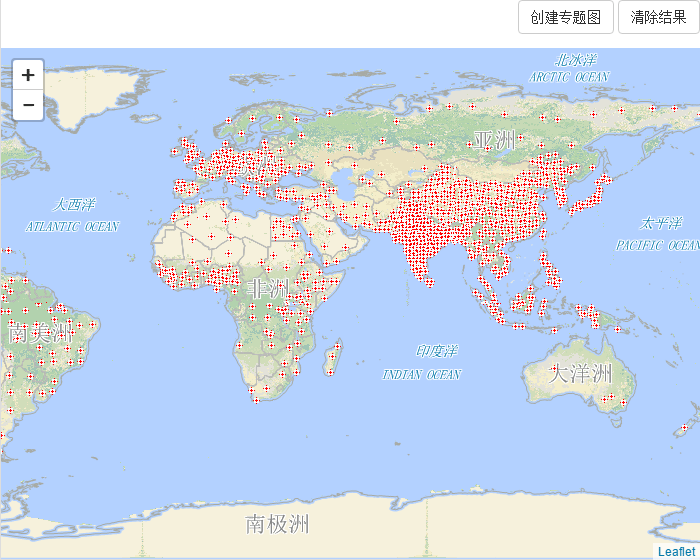 创建专题图
清除结果
+
−
北冰洋
ARCTIC OCEAN
亚洲
大西洋
ATLANTIC OCEAN
太平洋
PACIFIC OCEAN
非洲
南美洲
印度洋
INDIAN OCEAN
大洋洲
南极洲
Leaflet